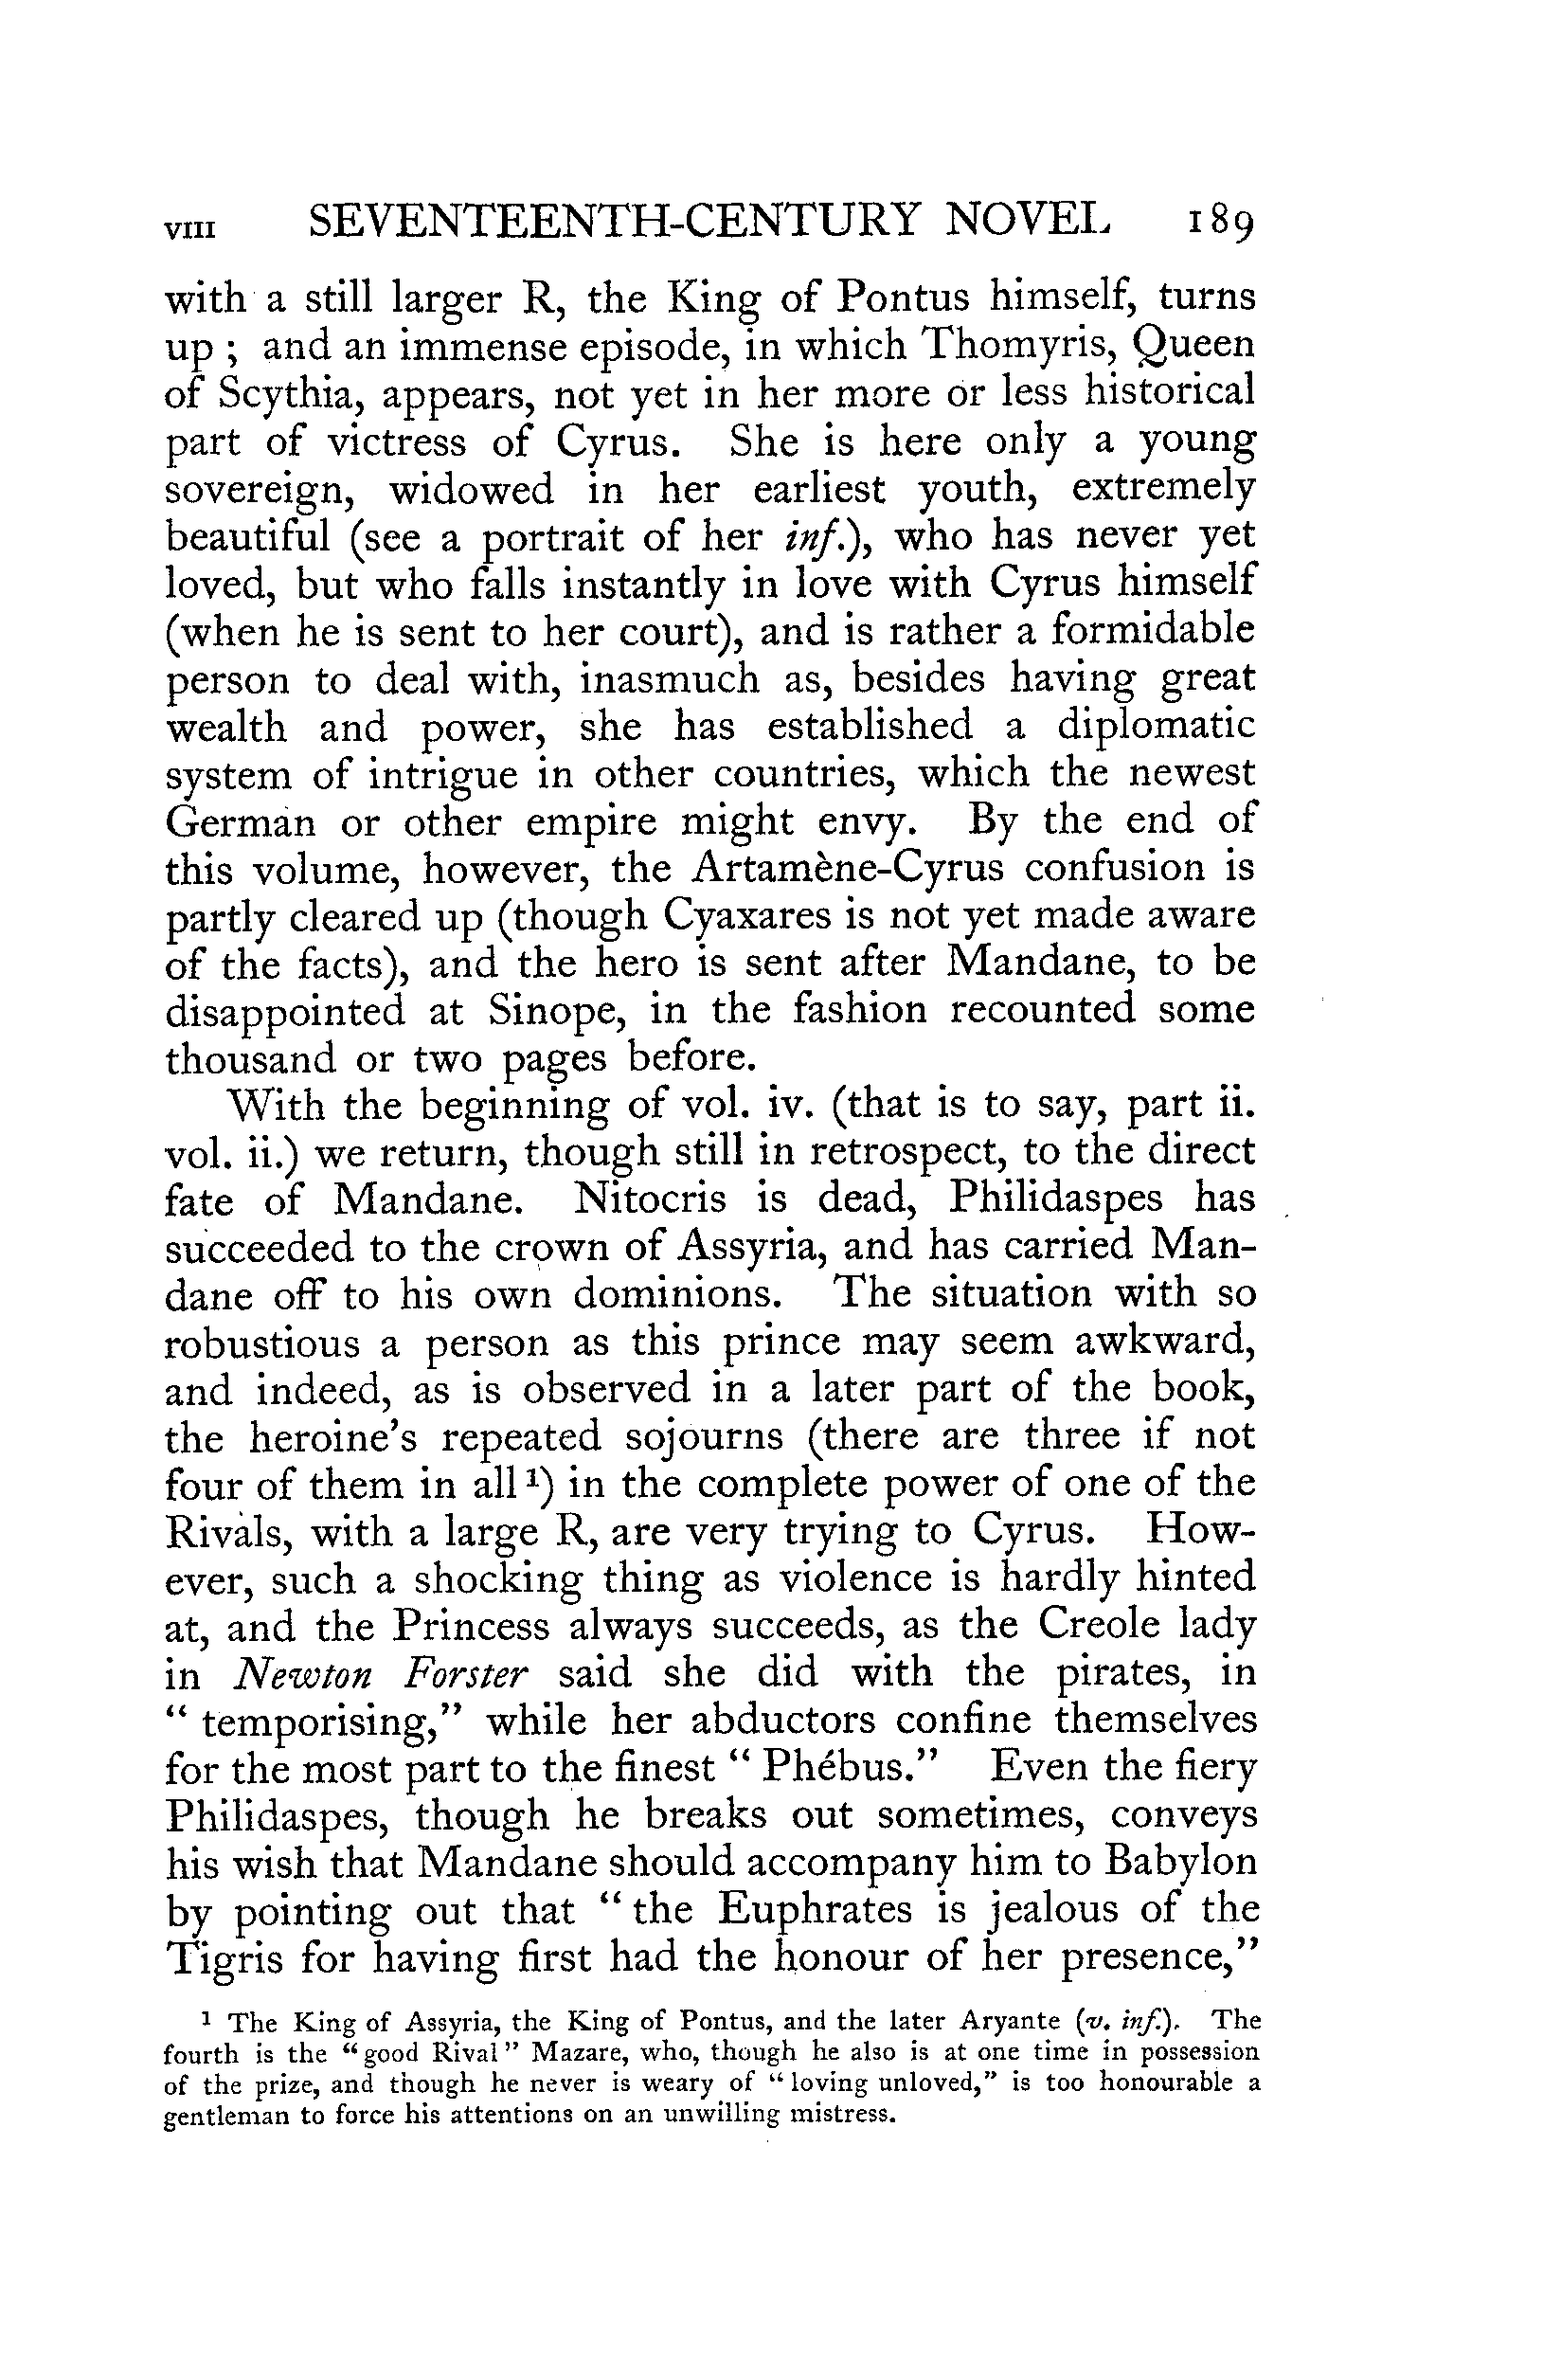 VIII SEVENTEENTH-CENTURY NOVEL 189
with a still larger R, the King of Pontus himself, turns
up ; and an immense episode, in which Thomyris, Queen
of Scythia, appears, not yet in her more or less historical
part of victress of Cyrus. She is here only a young
sovereign, widowed in her earliest youth, extremely
beautiful (see a portrait of her inf.), who has never yet
loved, but who falls instantly in love with Cyrus himself
(when he is sent to her court), and is rather a formidable
person to deal with, inasmuch as, besides having great
wealth and power, she has established a diplomatic
system of intrigue in other countries, which the newest
German or other empire might envy. By the end of
this volume, however, the Artamène-Cyrus confusion is
partly cleared up (though Cyaxares is not yet made aware
of the facts), and the hero is sent after Mandane, to be
disappointed at Sinope, in the fashion recounted some
thousand or two pages before.
With the beginning of vol. iv. (that is to say, part ii.
vol. ii.) we return, though still in retrospect, to the direct
fate of Mandane. Nitocris is dead, Philidaspes has
succeeded to the crown of Assyria, and has carried Man-
dane off to his own dominions. The situation with so
robustious a person as this prince may seem awkward,
and indeed, as is observed in a later part of the book,
the heroine's repeated sojourns (there are three if not
four of them in all ¹) in the complete power of one of the
Rivals, with a large R, are very trying to Cyrus. How-
ever, such a shocking thing as violence is hardly hinted
at, and the Princess always succeeds, as the Creole lady
in Newton Forster said she did with the pirates, in
“ temporising,” while her abductors confine themselves
for the most part to the finest “ Phébus.” Even the fiery
Philidaspes, though he breaks out sometimes, conveys
his wish that Mandane should accompany him to Babylon
by pointing out that “ the Euphrates is jealous of the
Tigris for having first had the honour of her presence,”
¹ The King of Assyria, the King of Pontus, and the later Aryante (v. inf.). The
fourth is the “good Rival” Mazare, who, though he also is at one time in possession
of the prize, and though he never is weary of “loving unloved,” is too honourable a
gentleman to force his attentions on an unwilling mistress.